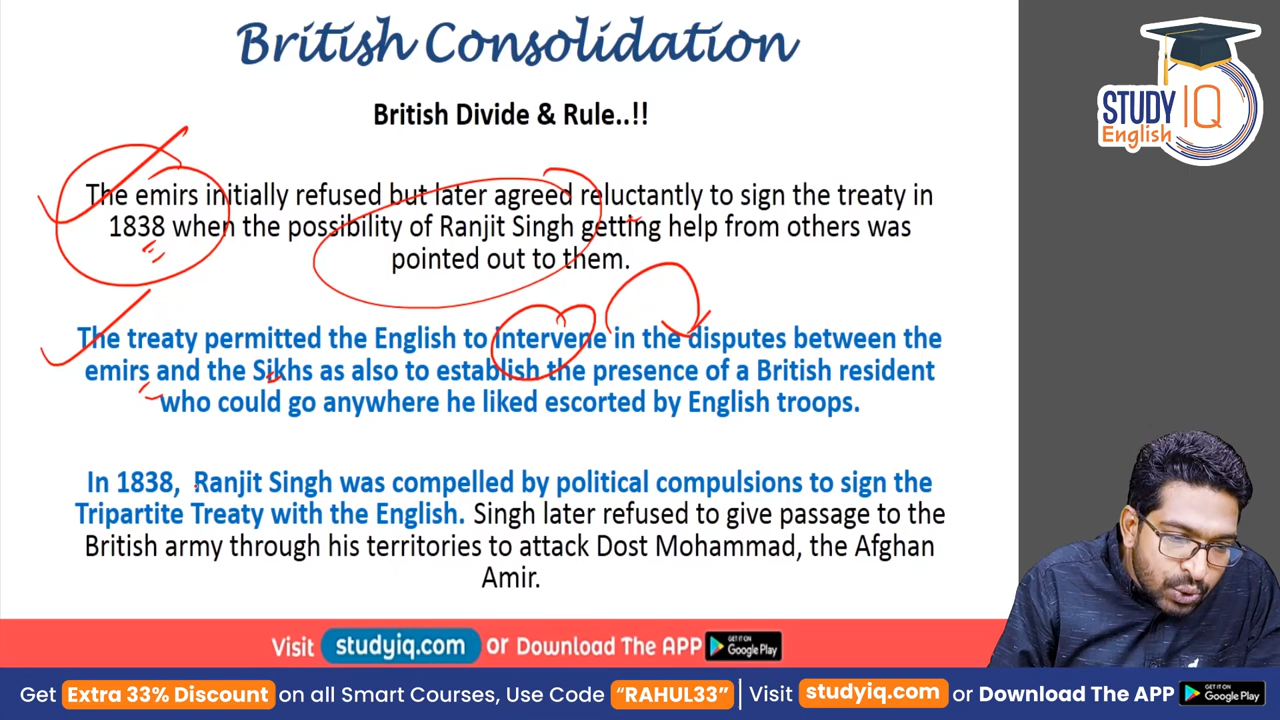 British Consolidation
STUDY IQ
English
British Divide & Rule..!!
The emirs initially refused but later agreed reluctantly to sign the treaty in
1838 when the possibility of Ranjit Singh getting help from others was
pointed out to them.
The treaty permitted the English to intervene in the disputes between the
emirs and the Sikhs as also to establish the presence of a British resident
who could go anywhere he liked escorted by English troops.
In 1838, Ranjit Singh was compelled by political compulsions to sign the
Tripartite Treaty with the English. Singh later refused to give passage to the
British army through his territories to attack Dost Mohammad, the Afghan
Amir.
Visit studyiq.com or Download The APP GET IT ON Google Play
Get Extra 33% Discount on all Smart Courses, Use Code “RAHUL33” | Visit studyiq.com or Download The APP GET IT ON Google Play